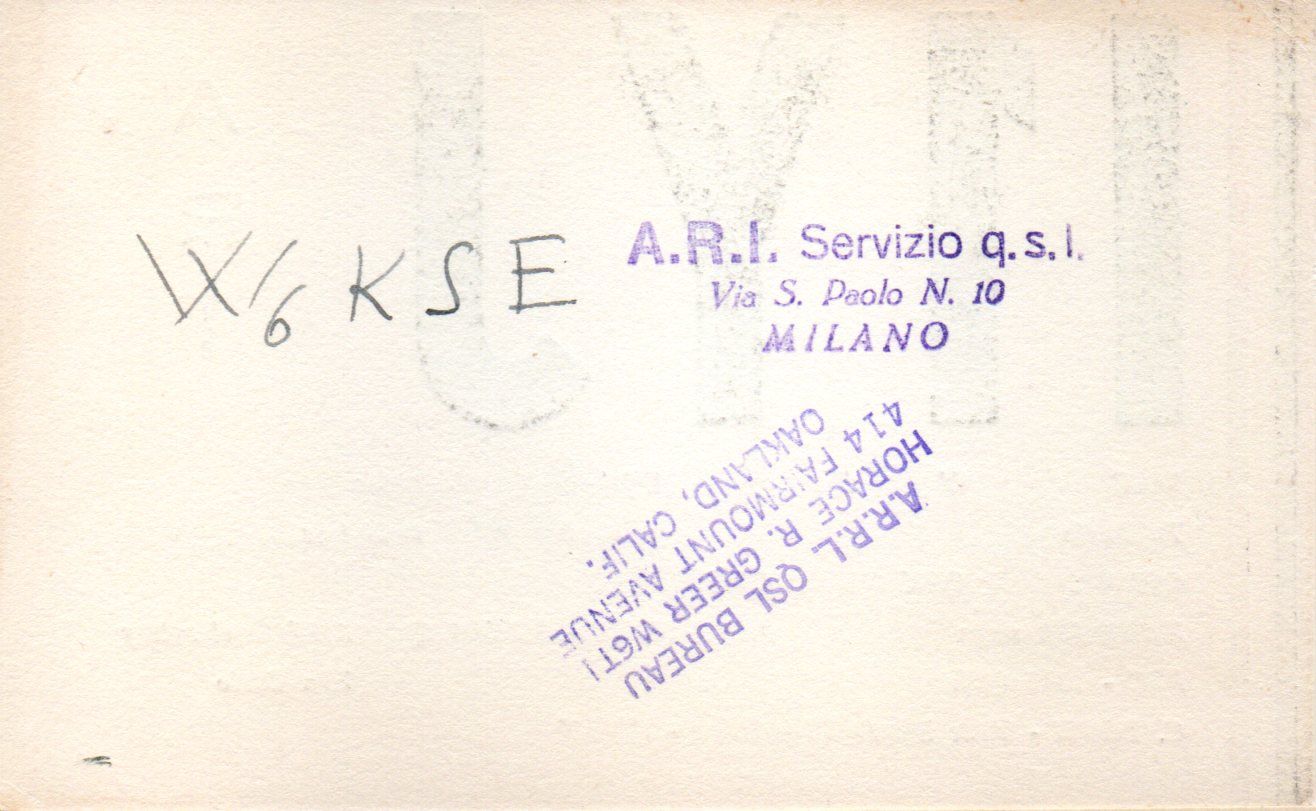 W6KSE
A.R.I. Servizio q.s.l.
Via S. Paolo N. 10
MILANO
A.R.R.L. QSL BUREAU
HORACE R. GREER W6TI
414 FAIRMOUNT AVENUE
OAKLAND, CALIF.